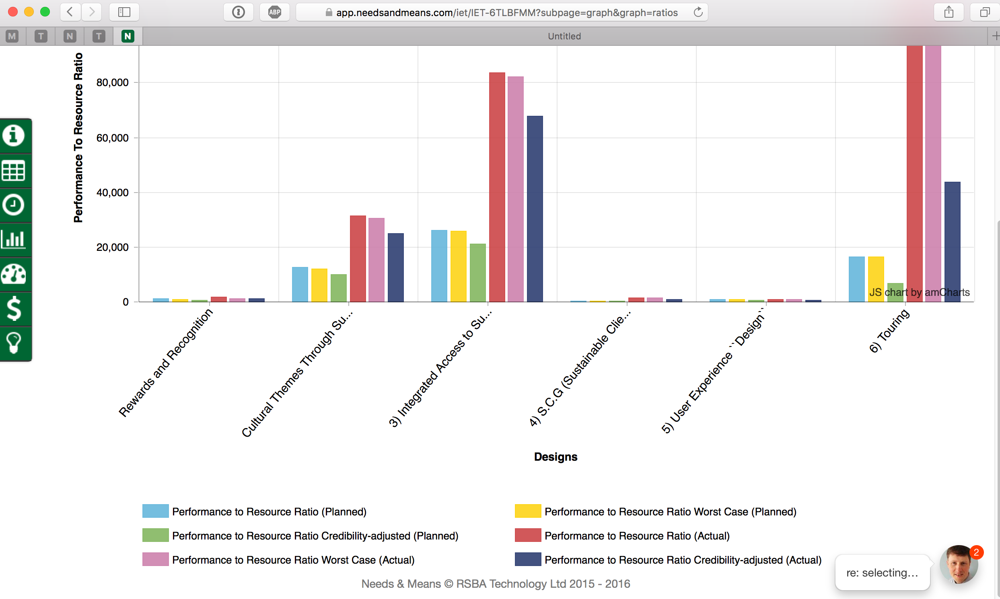 ABP
app.needsandmeans.com/iet/IET-6TLBFMM?subpage=graph&graph=ratios
M
T
N
T
N
Untitled
Performance To Resource Ratio
80,000
60,000
40,000
20,000
0
JS chart by amCharts
Rewards and Recognition
Cultural Themes Through Su...
3) Integrated Access to Su...
4) S.C.G (Sustainable Clie...
5) User Experience ``Design``
6) Touring
Designs
Performance to Resource Ratio (Planned)
Performance to Resource Ratio Worst Case (Planned)
Performance to Resource Ratio Credibility-adjusted (Planned)
Performance to Resource Ratio (Actual)
Performance to Resource Ratio Worst Case (Actual)
Performance to Resource Ratio Credibility-adjusted (Actual)
2
re: selecting...
Needs & Means © RSBA Technology Ltd 2015 - 2016